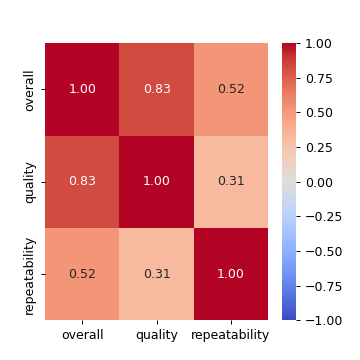 overall
quality
repeatability
1.00 0.83 0.52
0.83 1.00 0.31
0.52 0.31 1.00
overall quality repeatability
1.00
0.75
0.50
0.25
0.00
−0.25
−0.50
−0.75
−1.00